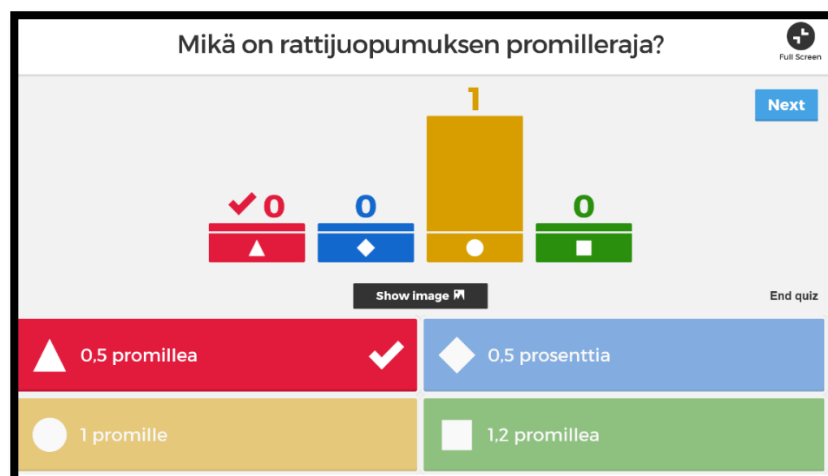 Mikä on rattijuopumuksen promilleraja?
Full Screen
1
Next
0
0
0
Show image
End quiz
0,5 promillea
0,5 prosenttia
1 promille
1,2 promillea